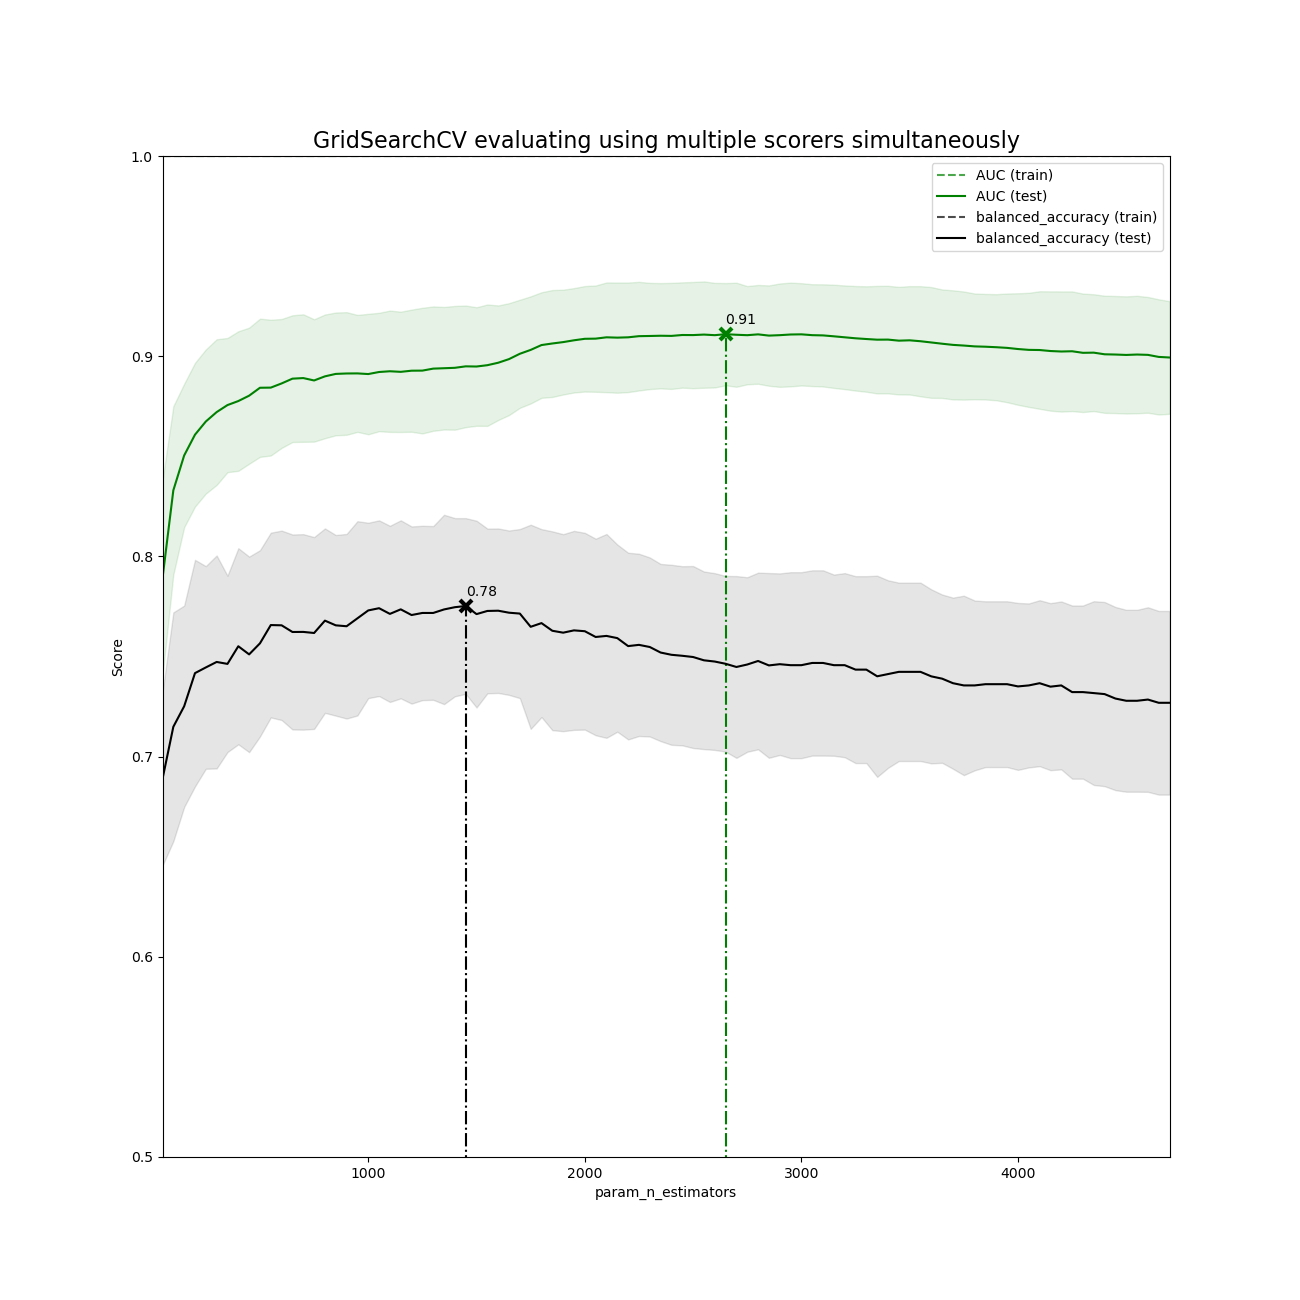 GridSearchCV evaluating using multiple scorers simultaneously
1.0
0.9
0.8
0.7
0.6
0.5
Score
AUC (train)
AUC (test)
balanced_accuracy (train)
balanced_accuracy (test)
0.91
0.78
1000
2000
3000
4000
param_n_estimators